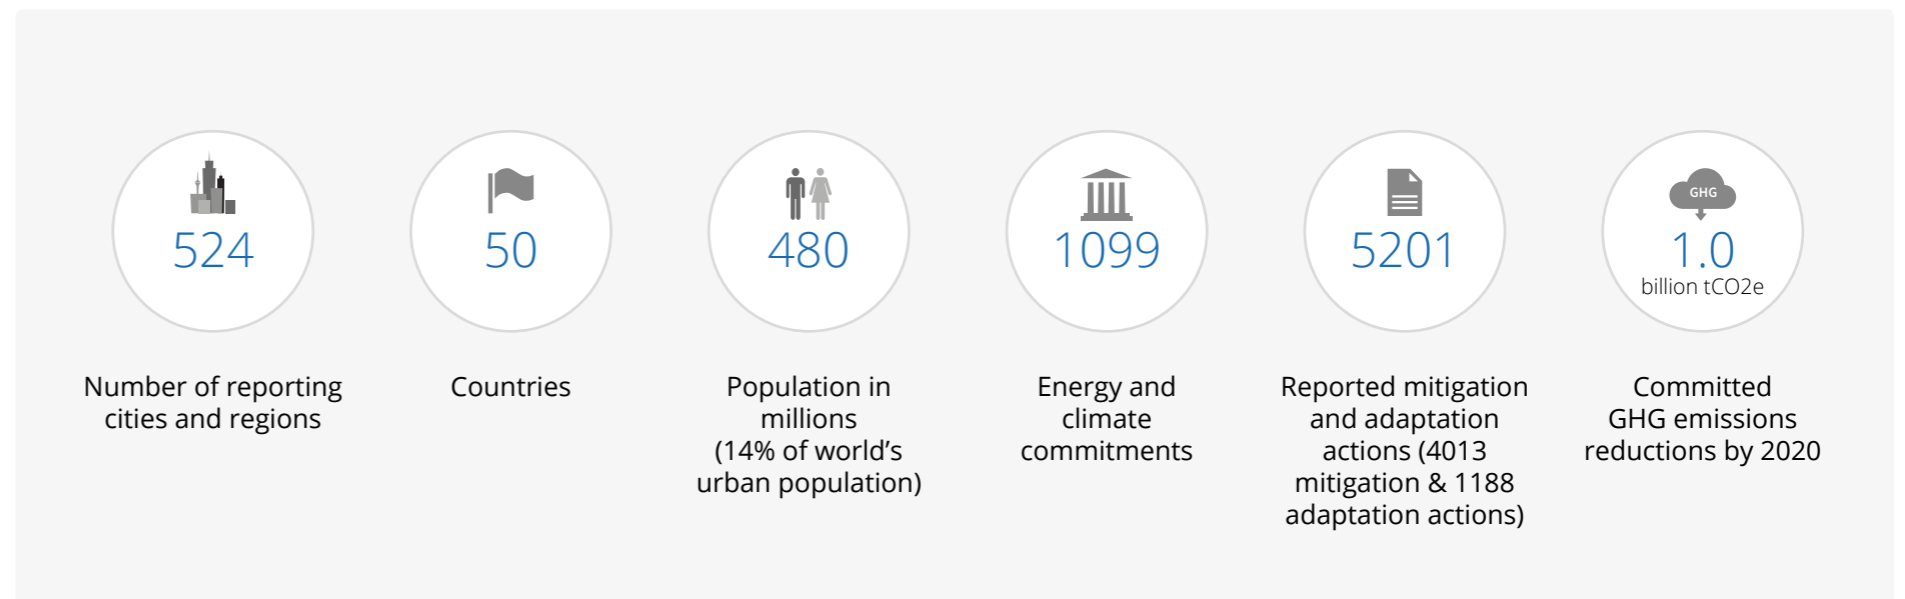 524
Number of reporting
cities and regions
50
Countries
480
Population in
millions
(14% of world’s
urban population)
1099
Energy and
climate
commitments
5201
Reported mitigation
and adaptation
actions (4013
mitigation & 1188
adaptation actions)
GHG
1.0
billion tCO2e
Committed
GHG emissions
reductions by 2020